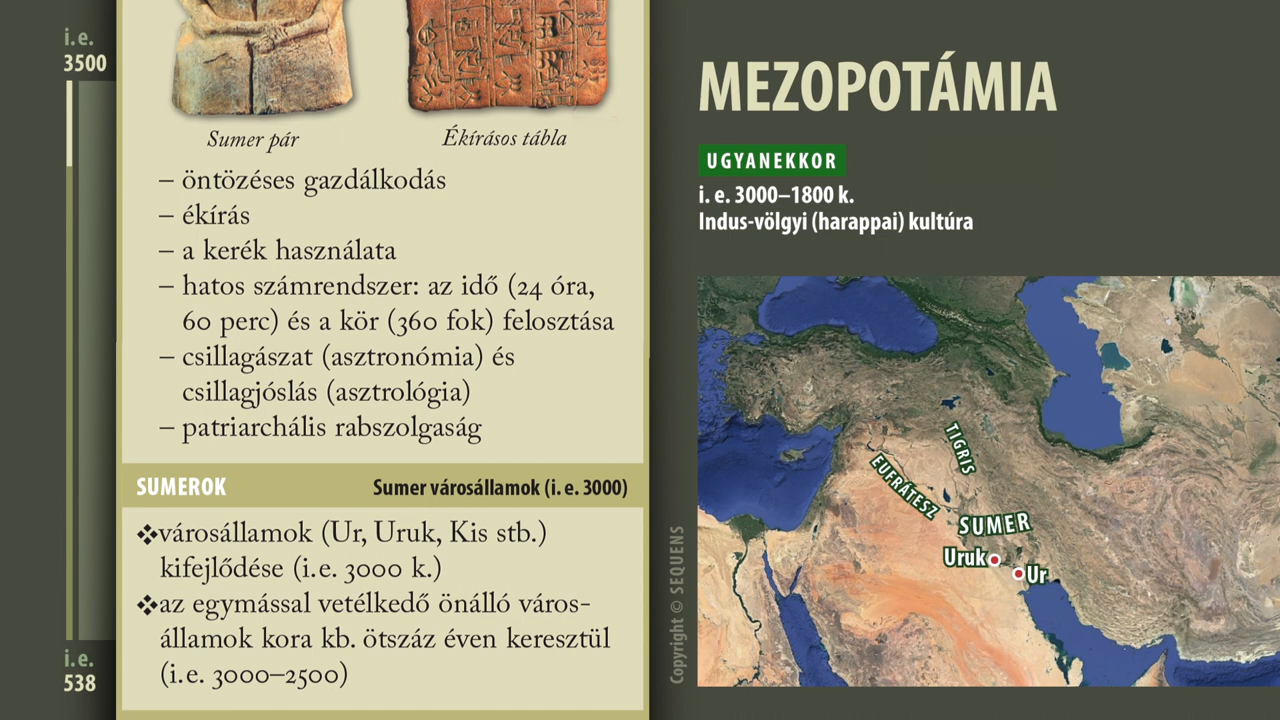 i. e.
3500
Sumer pár
Ékírásos tábla
– öntözéses gazdálkodás
– ékírás
– a kerék használata
– hatos számrendszer: az idő (24 óra,
60 perc) és a kör (360 fok) felosztása
– csillagászat (asztronómia) és
csillagjóslás (asztrológia)
– patriarchális rabszolgaság
SUMEROK
Sumer városállamok (i. e. 3000)
❖városállamok (Ur, Uruk, Kis stb.)
kifejlődése (i. e. 3000 k.)
❖az egymással vetélkedő önálló város-
államok kora kb. ötszáz éven keresztül
(i. e. 3000–2500)
i. e.
538
MEZOPOTÁMIA
UGYANEKKOR
i. e. 3000–1800 k.
Indus-völgyi (harappai) kultúra
TIGRIS
EUFRÁTESZ
SUMER
Uruk
Ur
Copyright © SEQUENS